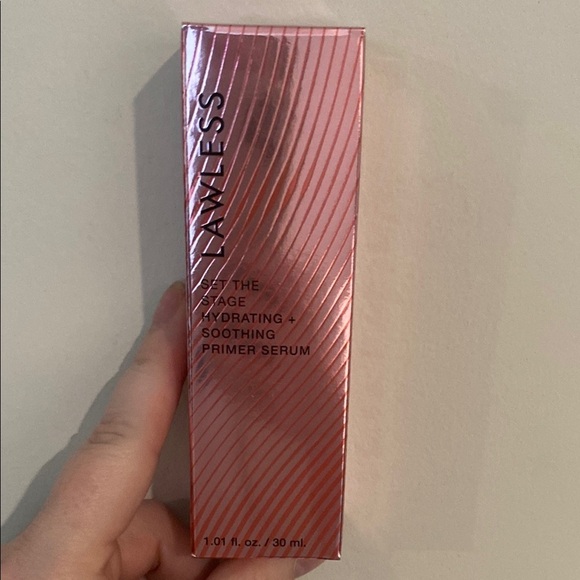 LAWLESS
SET THE
STAGE
HYDRATING +
SOOTHING
PRIMER SERUM
1.01 fl. oz. / 30 ml.